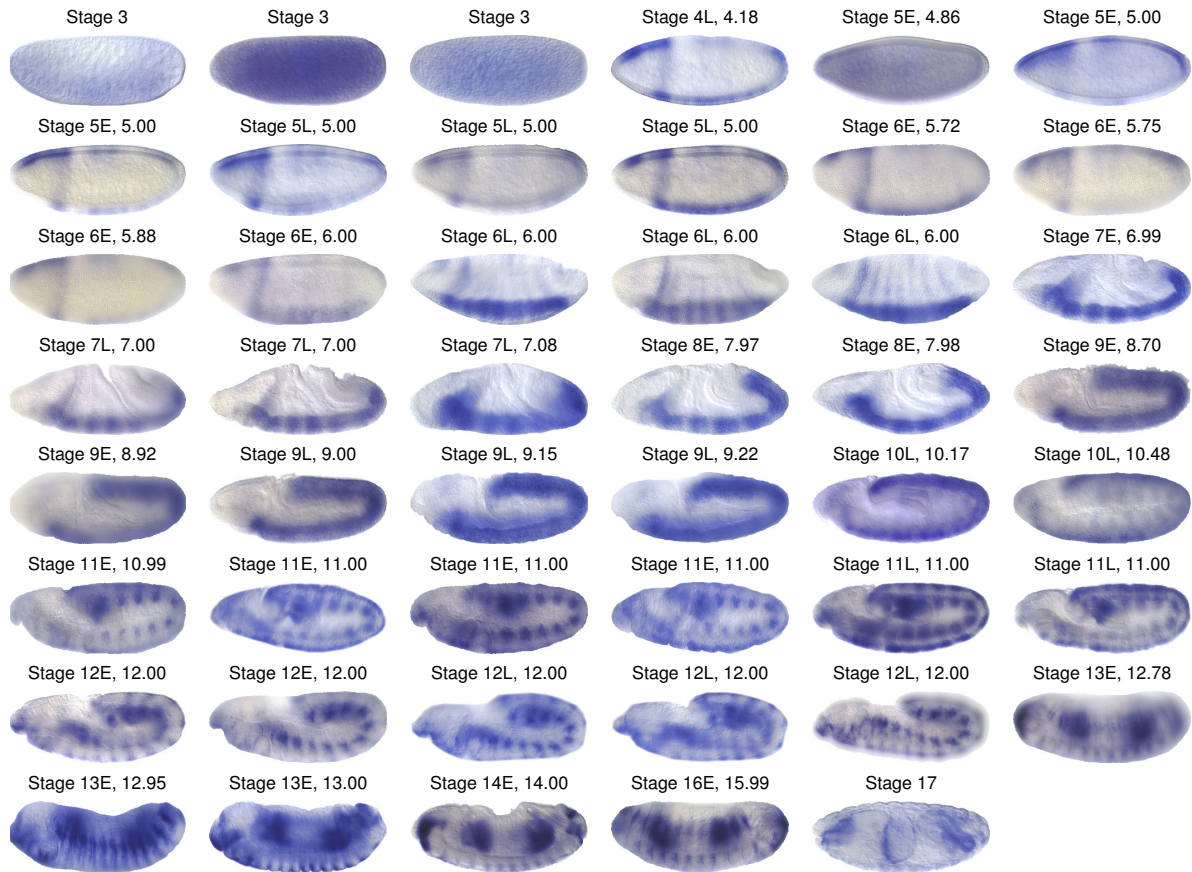 Stage 3 Stage 3 Stage 3 Stage 4L, 4.18 Stage 5E, 4.86 Stage 5E, 5.00
Stage 5E, 5.00 Stage 5L, 5.00 Stage 5L, 5.00 Stage 5L, 5.00 Stage 6E, 5.72 Stage 6E, 5.75
Stage 6E, 5.88 Stage 6E, 6.00 Stage 6L, 6.00 Stage 6L, 6.00 Stage 6L, 6.00 Stage 7E, 6.99
Stage 7L, 7.00 Stage 7L, 7.00 Stage 7L, 7.08 Stage 8E, 7.97 Stage 8E, 7.98 Stage 9E, 8.70
Stage 9E, 8.92 Stage 9L, 9.00 Stage 9L, 9.15 Stage 9L, 9.22 Stage 10L, 10.17 Stage 10L, 10.48
Stage 11E, 10.99 Stage 11E, 11.00 Stage 11E, 11.00 Stage 11E, 11.00 Stage 11L, 11.00 Stage 11L, 11.00
Stage 12E, 12.00 Stage 12E, 12.00 Stage 12L, 12.00 Stage 12L, 12.00 Stage 12L, 12.00 Stage 13E, 12.78
Stage 13E, 12.95 Stage 13E, 13.00 Stage 14E, 14.00 Stage 16E, 15.99 Stage 17